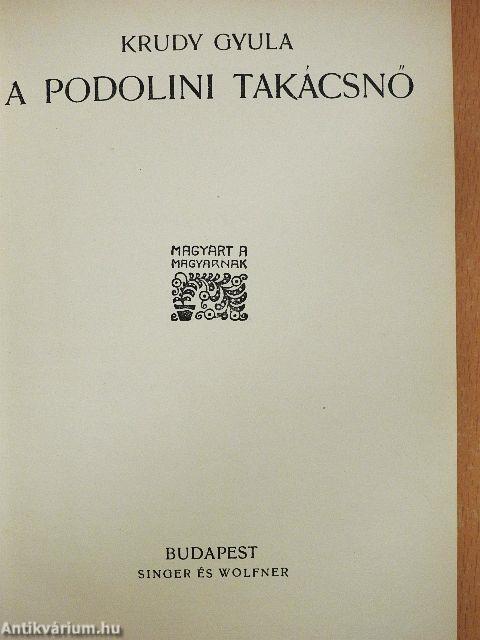 KRUDY GYULA
A PODOLINI TAKÁCSNŐ
MAGYART A
MAGYARNAK
BUDAPEST
SINGER ÉS WOLFNER
Antikvárium.hu